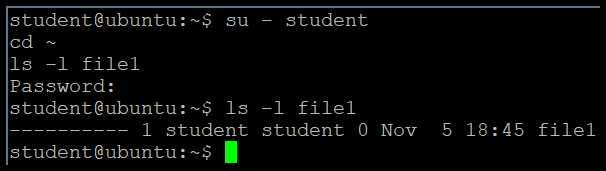 student@ubuntu:~$ su - student
cd ~
ls -l file1
Password:
student@ubuntu:~$ ls -l file1
---------- 1 student student 0 Nov  5 18:45 file1
student@ubuntu:~$